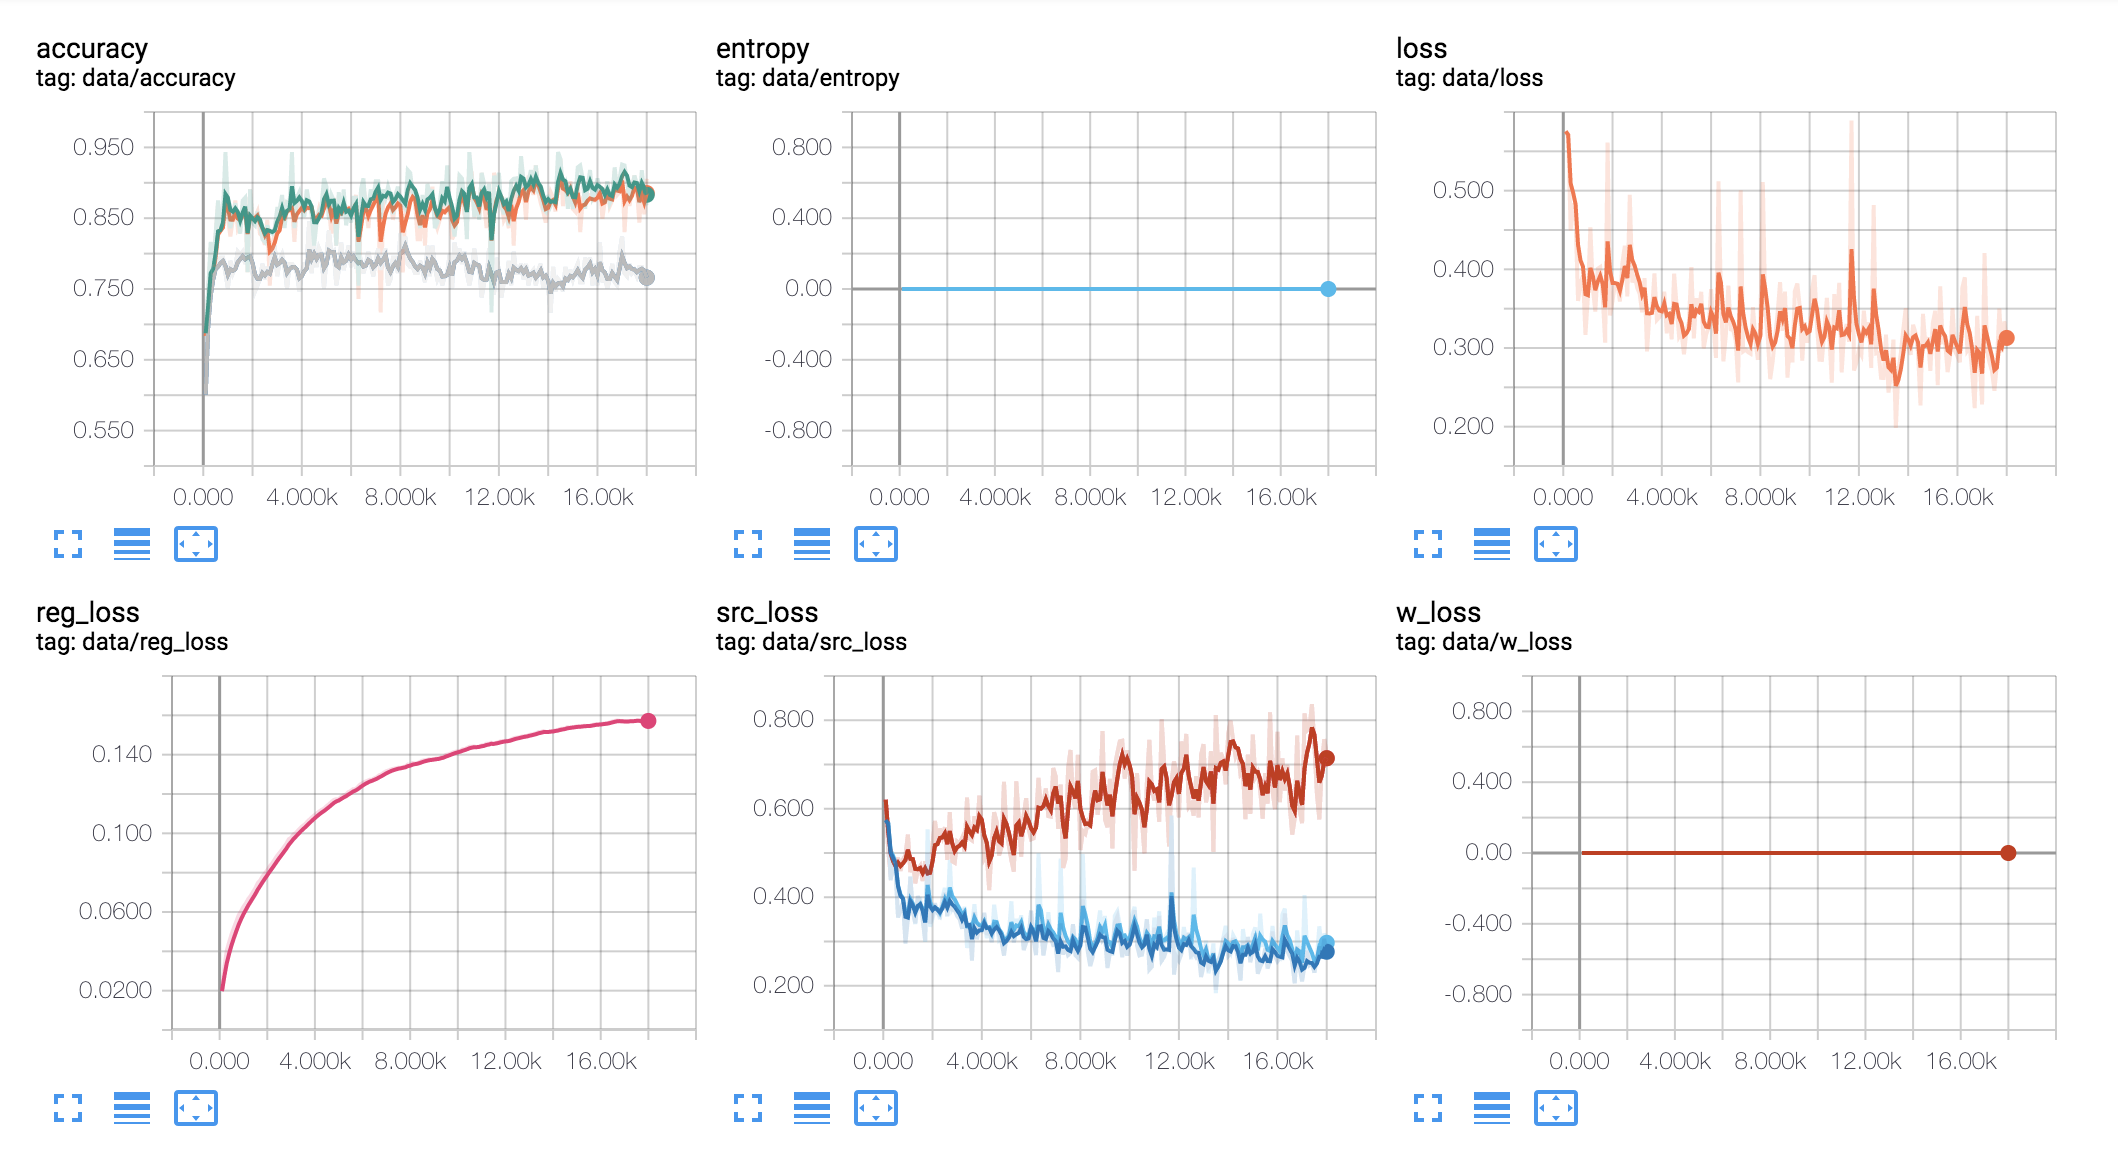 accuracy
tag: data/accuracy
0.950
0.850
0.750
0.650
0.550
0.000 4.000k 8.000k 12.00k 16.00k
entropy
tag: data/entropy
0.800
0.400
0.00
-0.400
-0.800
0.000 4.000k 8.000k 12.00k 16.00k
loss
tag: data/loss
0.500
0.400
0.300
0.200
0.000 4.000k 8.000k 12.00k 16.00k
reg_loss
tag: data/reg_loss
0.140
0.100
0.0600
0.0200
0.000 4.000k 8.000k 12.00k 16.00k
src_loss
tag: data/src_loss
0.800
0.600
0.400
0.200
0.000 4.000k 8.000k 12.00k 16.00k
w_loss
tag: data/w_loss
0.800
0.400
0.00
-0.400
-0.800
0.000 4.000k 8.000k 12.00k 16.00k